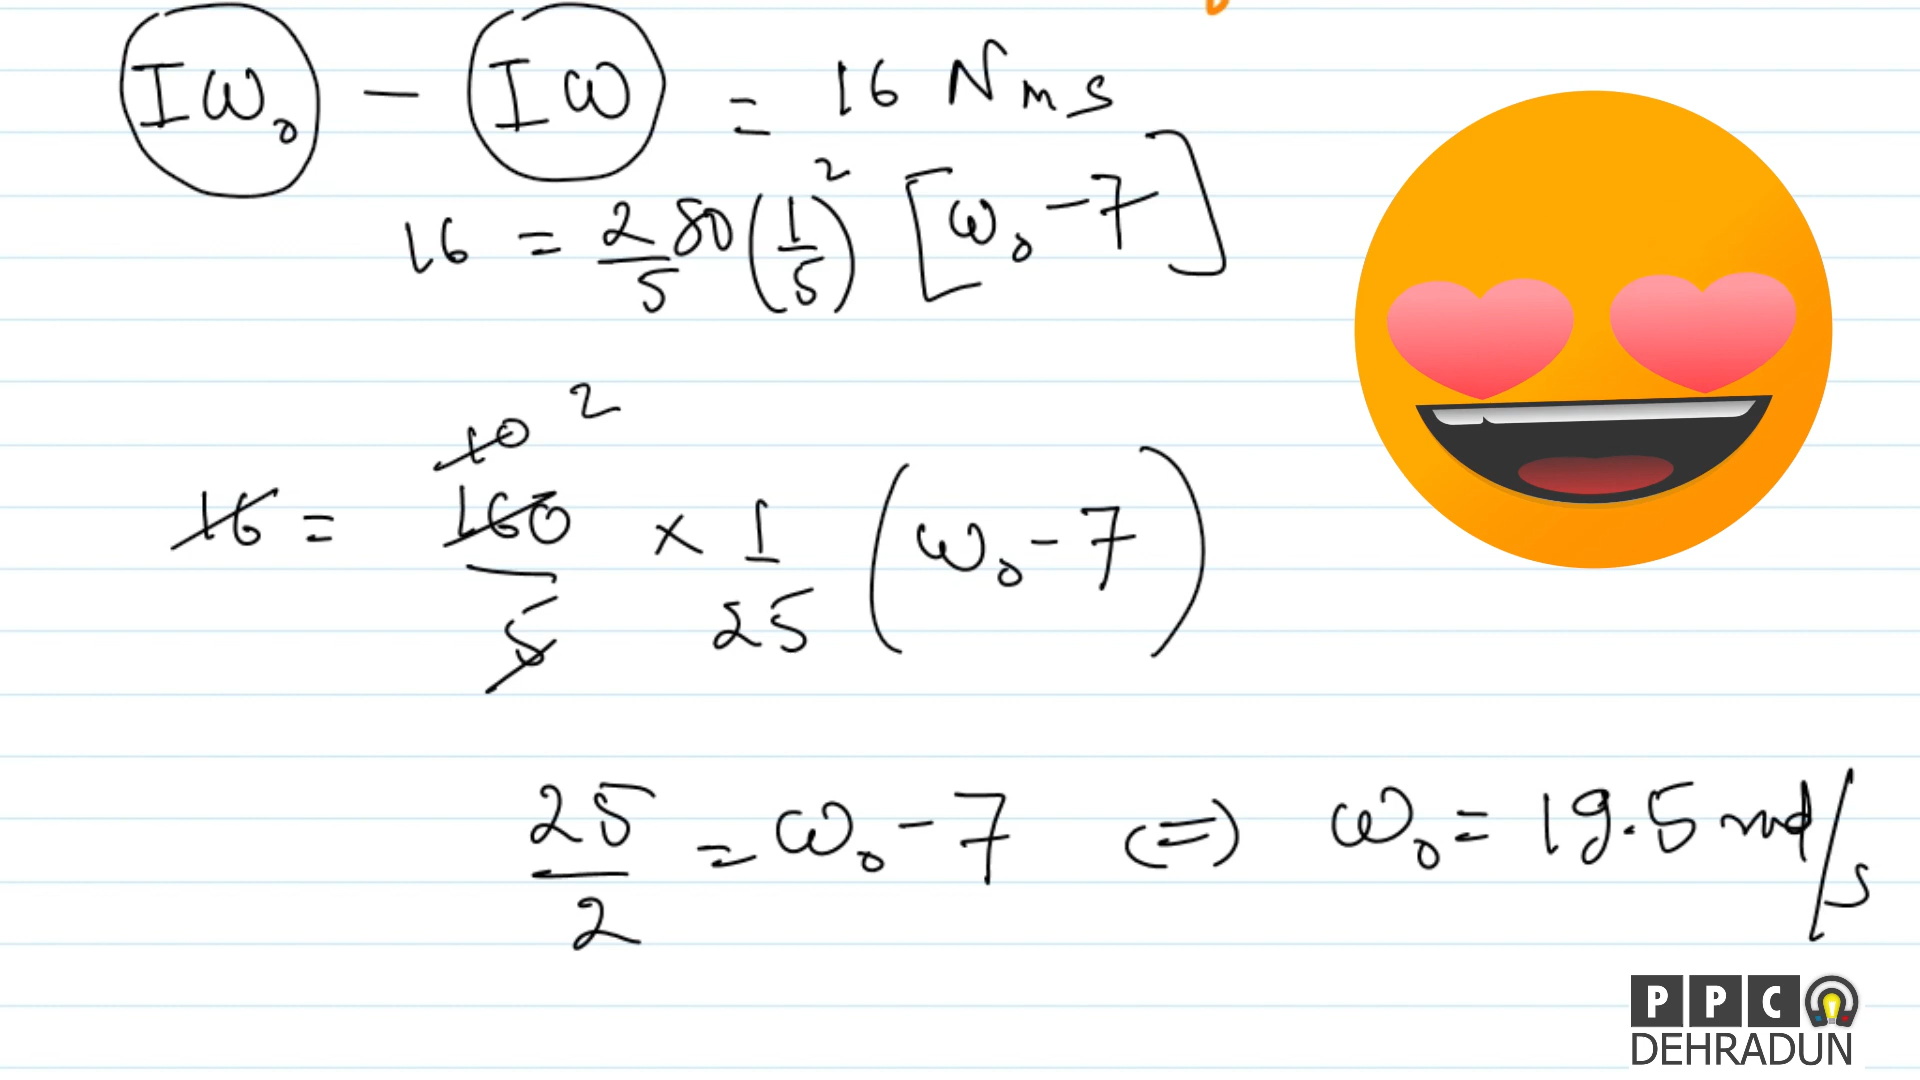 Iω₀ - Iω = 16 Nms
16 = 2/5 80 (1/5)² [ω₀ - 7]
10 2
16 = 160/5 × 1/25 (ω₀ - 7)
25/2 = ω₀ - 7 (=) ω₀ = 19.5 rad/s
PPC
DEHRADUN